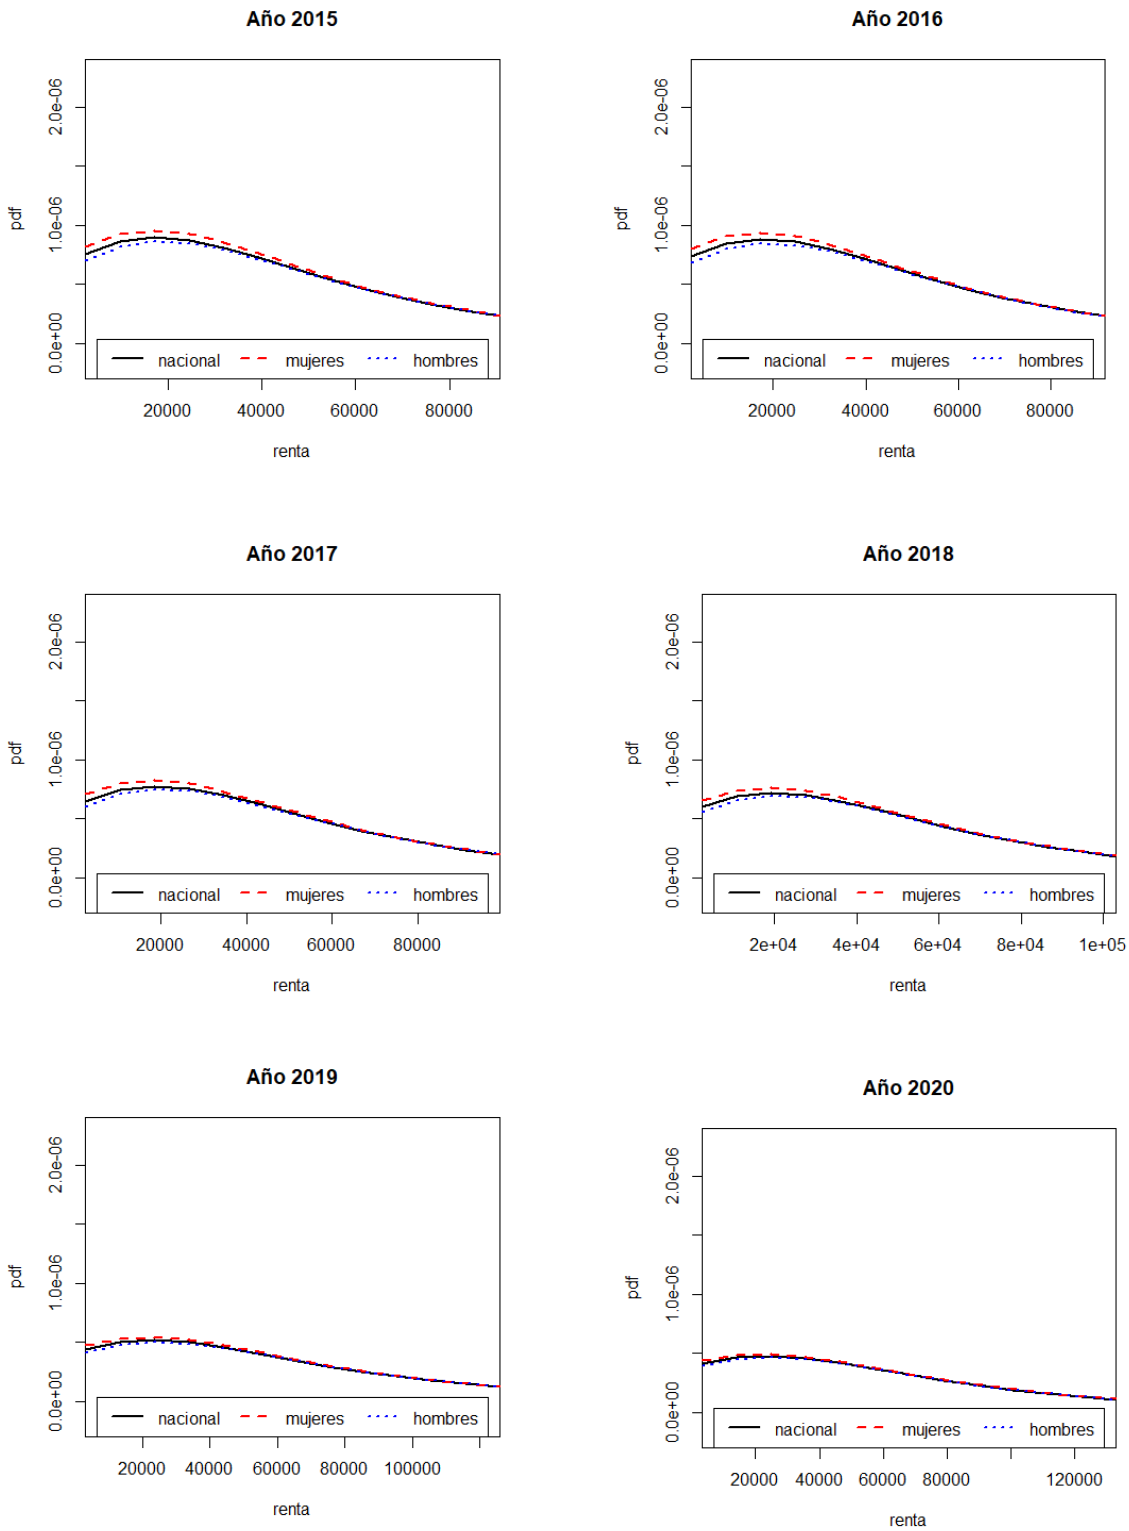 Año 2015
pdf
2.0e-06
1.0e-06
0.0e+00
nacional mujeres hombres
20000 40000 60000 80000
renta
Año 2016
pdf
2.0e-06
1.0e-06
0.0e+00
nacional mujeres hombres
20000 40000 60000 80000
renta
Año 2017
pdf
2.0e-06
1.0e-06
0.0e+00
nacional mujeres hombres
20000 40000 60000 80000
renta
Año 2018
pdf
2.0e-06
1.0e-06
0.0e+00
nacional mujeres hombres
2e+04 4e+04 6e+04 8e+04 1e+05
renta
Año 2019
pdf
2.0e-06
1.0e-06
0.0e+00
nacional mujeres hombres
20000 40000 60000 80000 100000
renta
Año 2020
pdf
2.0e-06
1.0e-06
0.0e+00
nacional mujeres hombres
20000 40000 60000 80000 120000
renta